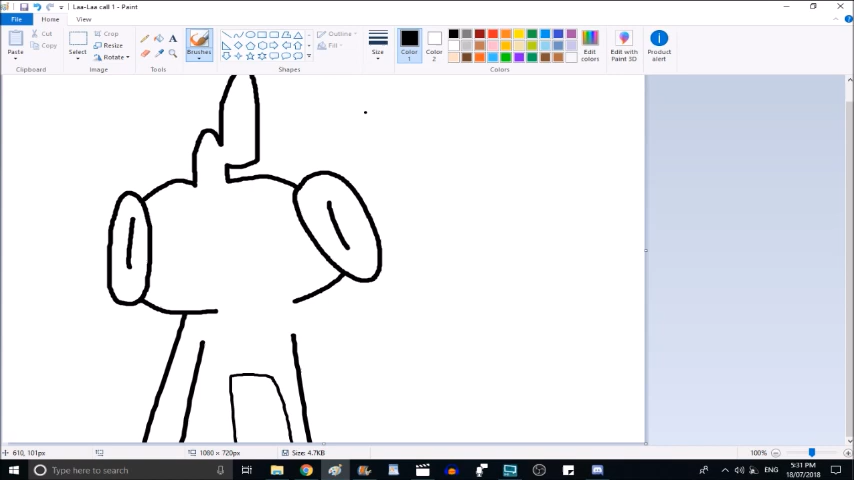 Laa-Laa call 1 - Paint
File Home View
Paste
Cut
Copy
Clipboard
Select
Crop
Resize
Rotate
Image
A
Tools
Brushes
Outline
Fill
Shapes
Size
Color 1
Color 2
Edit colors
Colors
Edit with Paint 3D
Product alert
610, 101px
1080 × 720px
Size: 4.7KB
100%
Type here to search
ENG
5:31 PM
18/07/2018